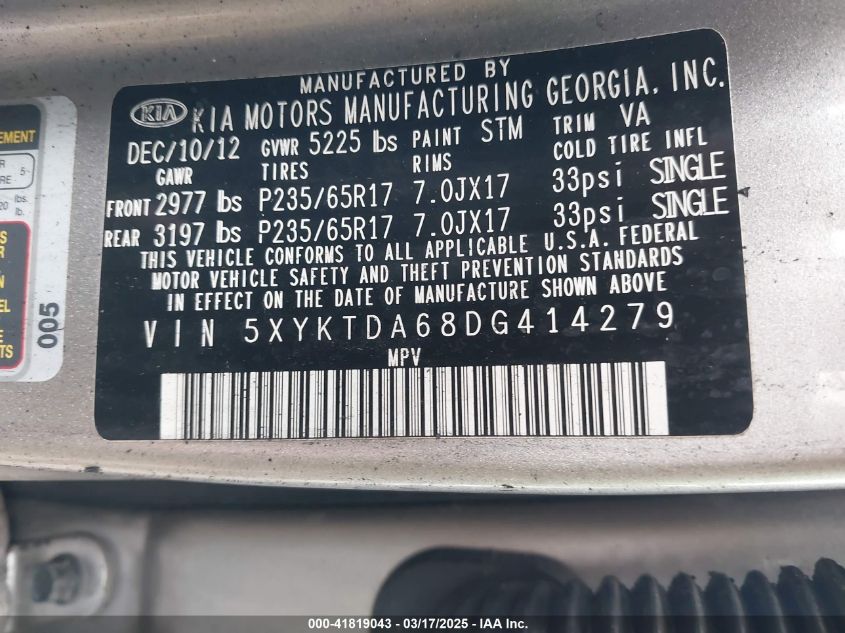 MANUFACTURED BY
KIA KIA MOTORS MANUFACTURING GEORGIA, INC.
DEC/10/12 GVWR 5225 lbs PAINT STM TRIM VA
GAWR TIRES RIMS COLD TIRE INFL
FRONT 2977 lbs P235/65R17 7.0JX17 33psi SINGLE
REAR 3197 lbs P235/65R17 7.0JX17 33psi SINGLE
THIS VEHICLE CONFORMS TO ALL APPLICABLE U.S.A. FEDERAL
MOTOR VEHICLE SAFETY AND THEFT PREVENTION STANDARDS
IN EFFECT ON THE DATE OF MANUFACTURE SHOWN ABOVE
VIN 5XYKTDA68DG414279
MPV
005
000-41819043 - 03/17/2025 - IAAI.com